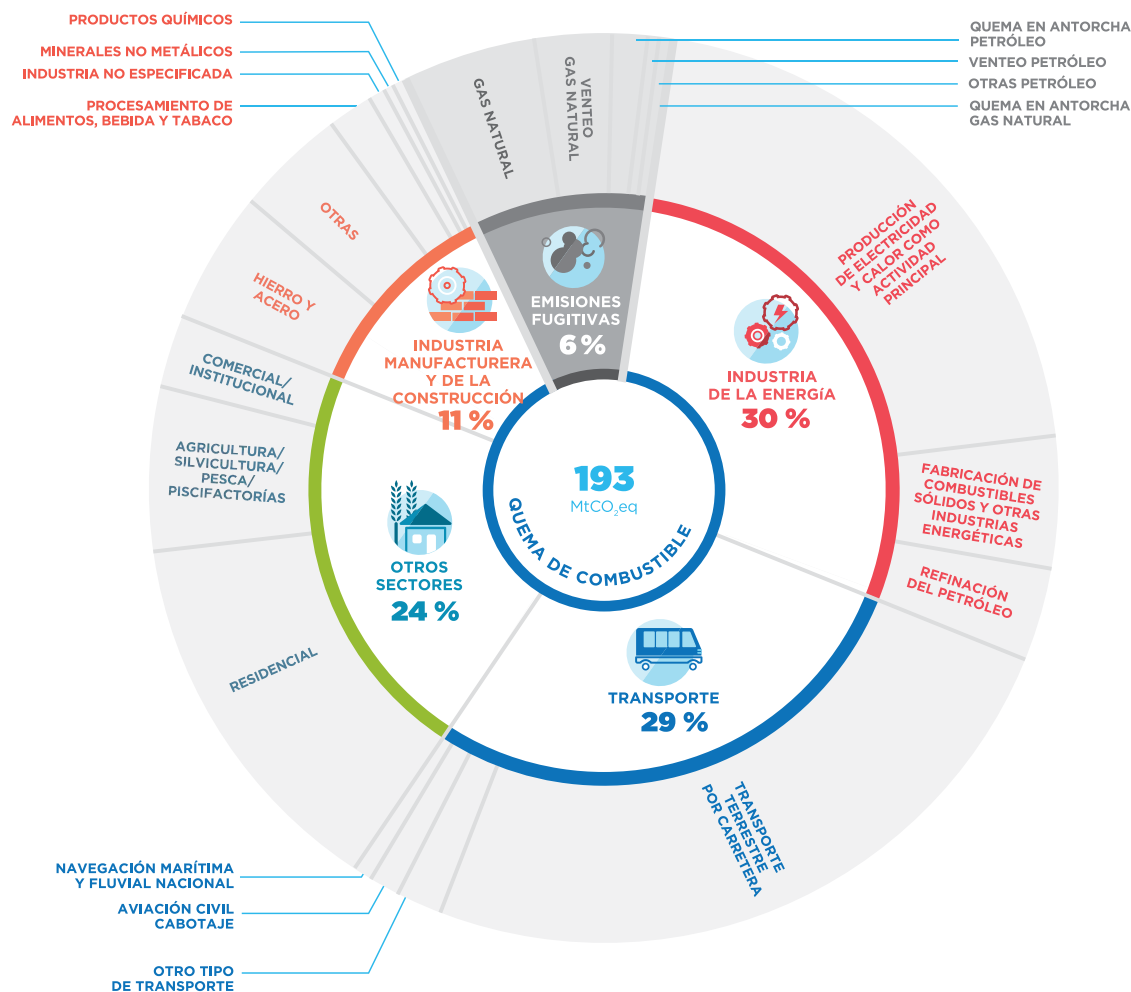 PRODUCTOS QUÍMICOS
MINERALES NO METÁLICOS
INDUSTRIA NO ESPECIFICADA
PROCESAMIENTO DE
ALIMENTOS, BEBIDA Y TABACO
QUEMA EN ANTORCHA
PETRÓLEO
VENTEO PETRÓLEO
OTRAS PETRÓLEO
QUEMA EN ANTORCHA
GAS NATURAL
GAS NATURAL
VENTEO
GAS NATURAL
OTRAS
HIERRO Y
ACERO
COMERCIAL/
INSTITUCIONAL
AGRICULTURA/
SILVICULTURA/
PESCA/
PISCIFACTORÍAS
RESIDENCIAL
PRODUCCIÓN
DE ELECTRICIDAD
Y CALOR COMO
ACTIVIDAD
PRINCIPAL
FABRICACIÓN DE
COMBUSTIBLES
SÓLIDOS Y OTRAS
INDUSTRIAS
ENERGÉTICAS
REFINACIÓN
DEL PETRÓLEO
EMISIONES
FUGITIVAS
6 %
INDUSTRIA
MANUFACTURERA
Y DE LA
CONSTRUCCIÓN
11 %
INDUSTRIA
DE LA ENERGÍA
30 %
193
MtCO₂eq
QUEMA DE COMBUSTIBLE
OTROS
SECTORES
24 %
TRANSPORTE
29 %
TRANSPORTE
TERRESTRE
POR CARRETERA
NAVEGACIÓN MARÍTIMA
Y FLUVIAL NACIONAL
AVIACIÓN CIVIL
CABOTAJE
OTRO TIPO
DE TRANSPORTE